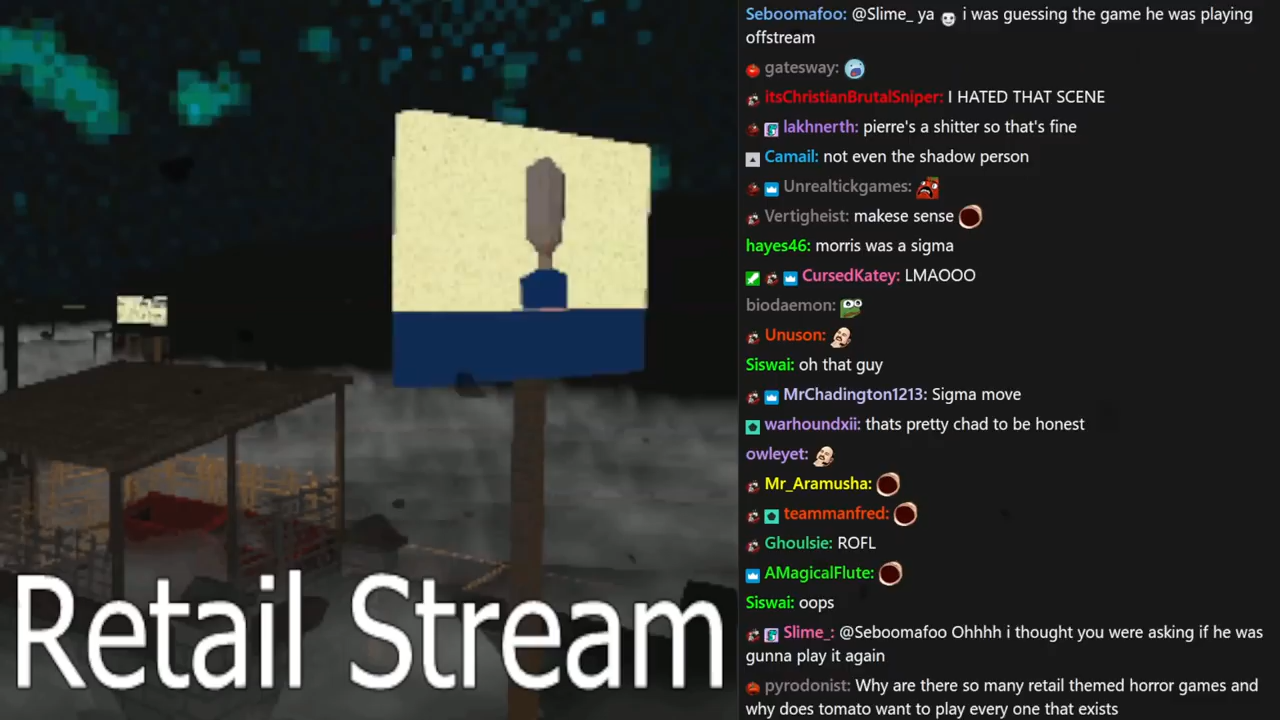 Seboomafoo: @Slime_ ya i was guessing the game he was playing
offstream
gatesway:
itsChristianBrutalSniper: I HATED THAT SCENE
lakhnerth: pierre's a shitter so that's fine
Camail: not even the shadow person
Unrealtickgames:
Vertigheist: makese sense
hayes46: morris was a sigma
CursedKatey: LMAOOO
biodaemon:
Unuson:
Siswai: oh that guy
MrChadington1213: Sigma move
warhoundxii: thats pretty chad to be honest
owleyet:
Mr_Aramusha:
teammanfred:
Ghoulsie: ROFL
AMagicalFlute:
Siswai: oops
Slime_: @Seboomafoo Ohhhh i thought you were asking if he was
gunna play it again
pyrodonist: Why are there so many retail themed horror games and
why does tomato want to play every one that exists
Retail Stream